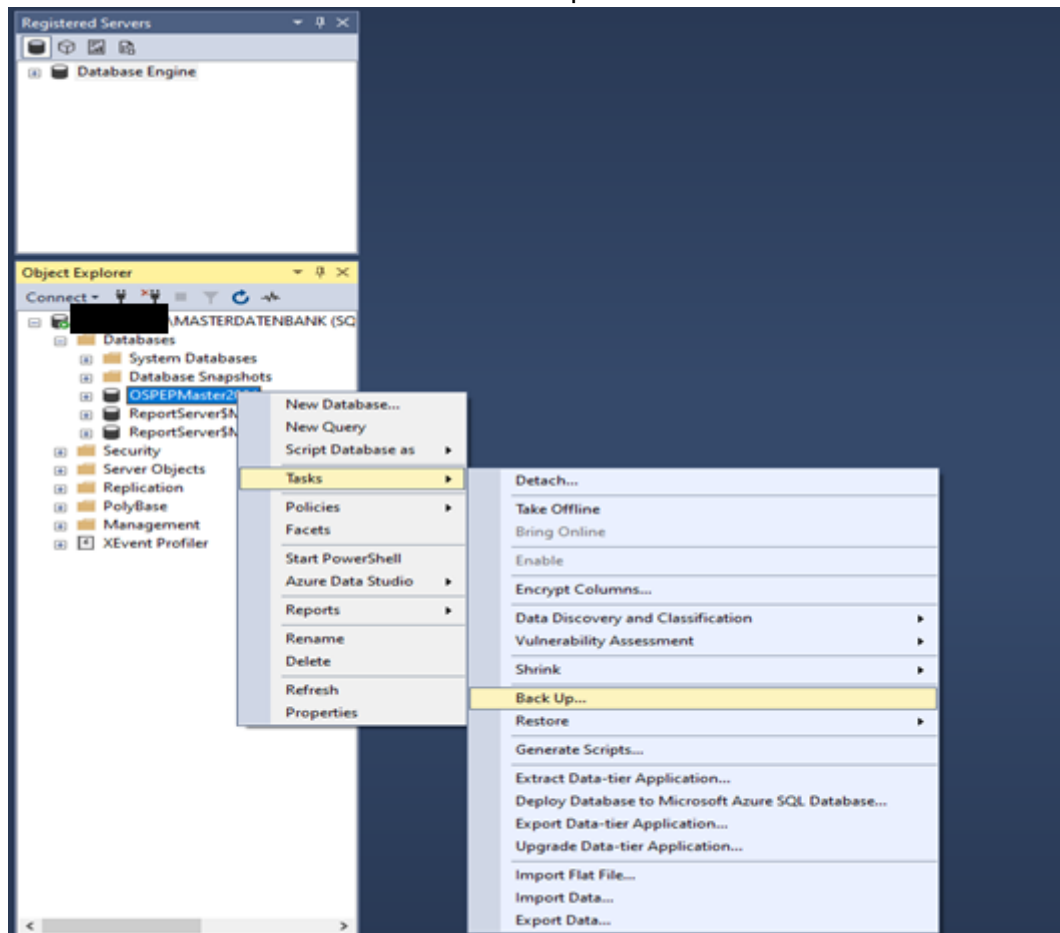 Registered Servers
Database Engine
Object Explorer
Connect
\MASTERDATENBANK (SQ
Databases
System Databases
Database Snapshots
OSPEPMaster2
ReportServer$M
ReportServer$M
Security
Server Objects
Replication
PolyBase
Management
XEvent Profiler
New Database...
New Query
Script Database as
Tasks
Policies
Facets
Start PowerShell
Azure Data Studio
Reports
Rename
Delete
Refresh
Properties
Detach...
Take Offline
Bring Online
Enable
Encrypt Columns...
Data Discovery and Classification
Vulnerability Assessment
Shrink
Back Up...
Restore
Generate Scripts...
Extract Data-tier Application...
Deploy Database to Microsoft Azure SQL Database...
Export Data-tier Application...
Upgrade Data-tier Application...
Import Flat File...
Import Data...
Export Data...